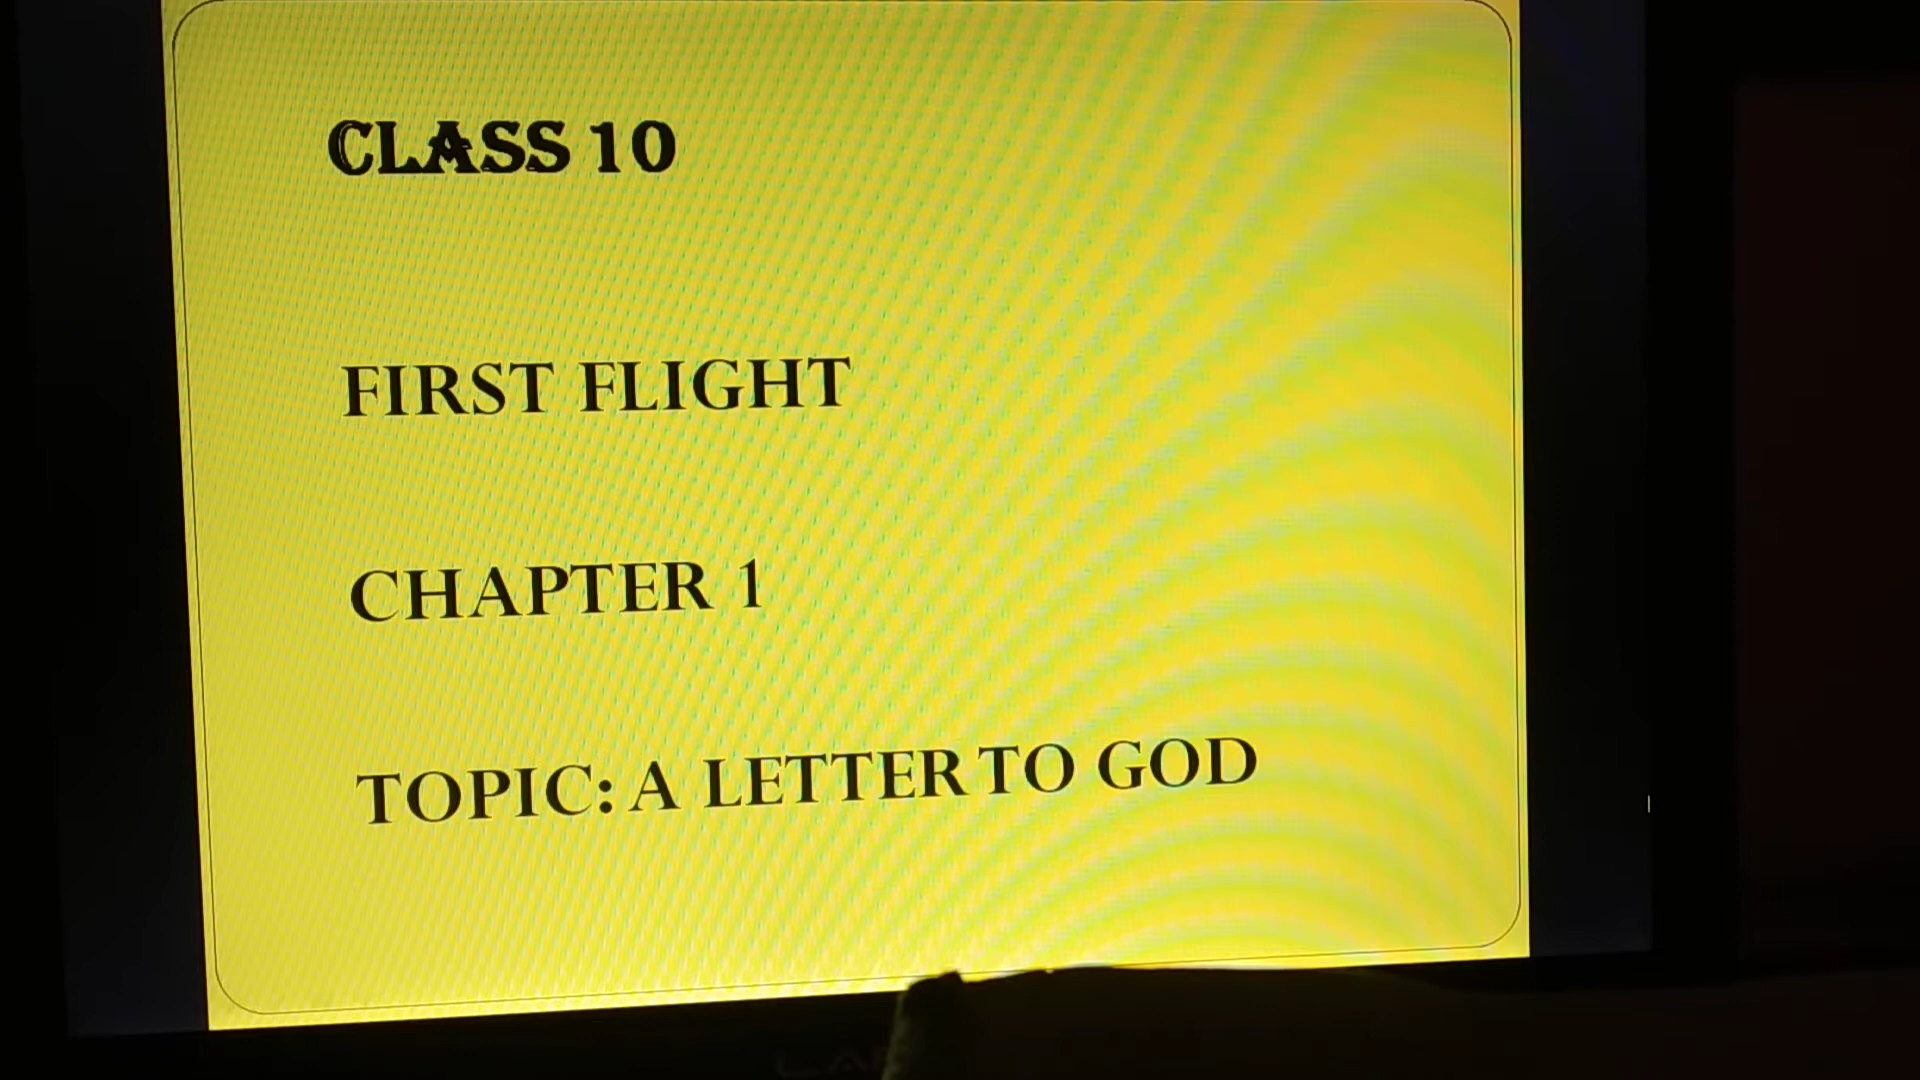 CLASS 10
FIRST FLIGHT
CHAPTER 1
TOPIC: A LETTER TO GOD